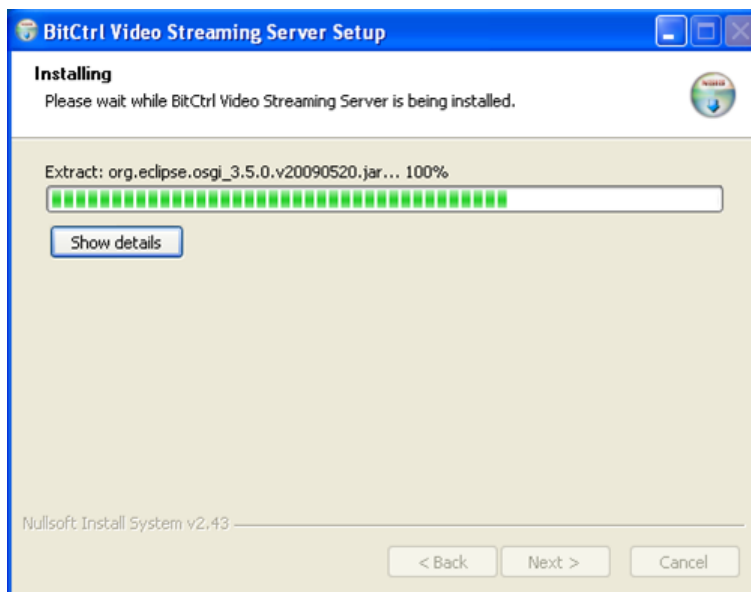 BitCtrl Video Streaming Server Setup
Installing
Please wait while BitCtrl Video Streaming Server is being installed.
Extract: org.eclipse.osgi_3.5.0.v20090520.jar... 100%
Show details
Nullsoft Install System v2.43
< Back Next > Cancel